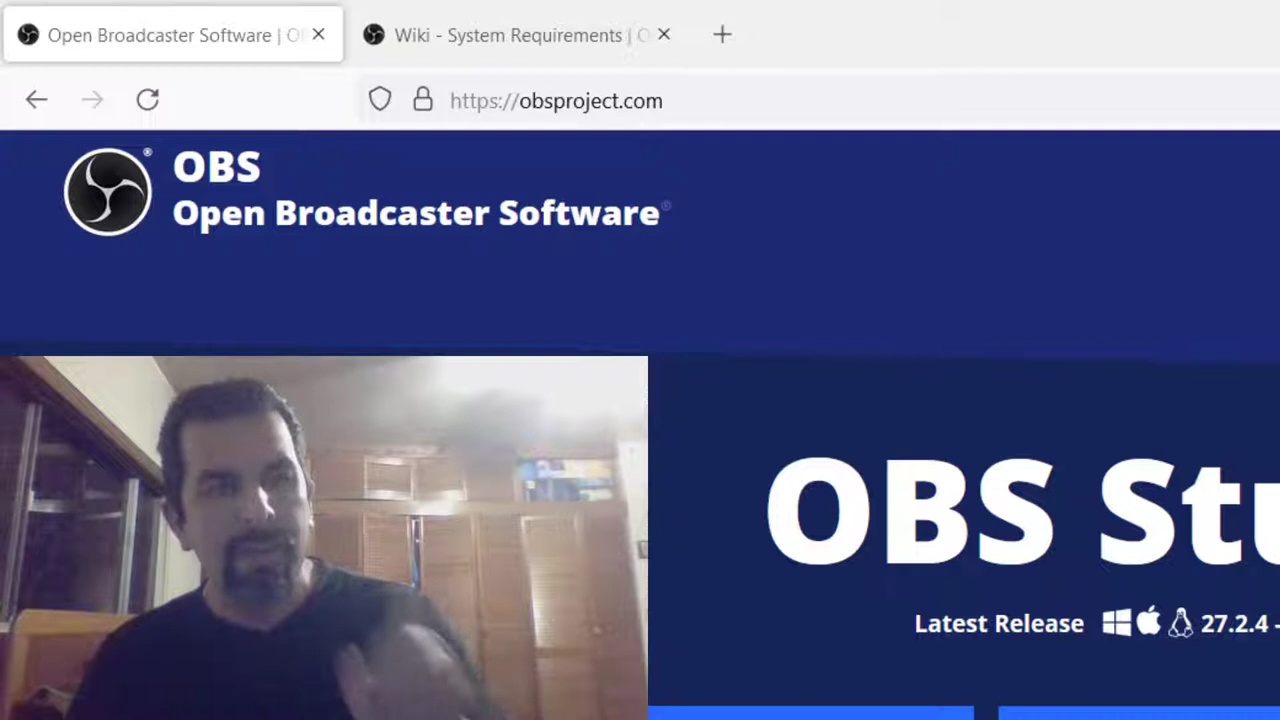 Open Broadcaster Software | O
Wiki - System Requirements | O
https://obsproject.com
OBS
Open Broadcaster Software®
OBS Stu
Latest Release 27.2.4 -